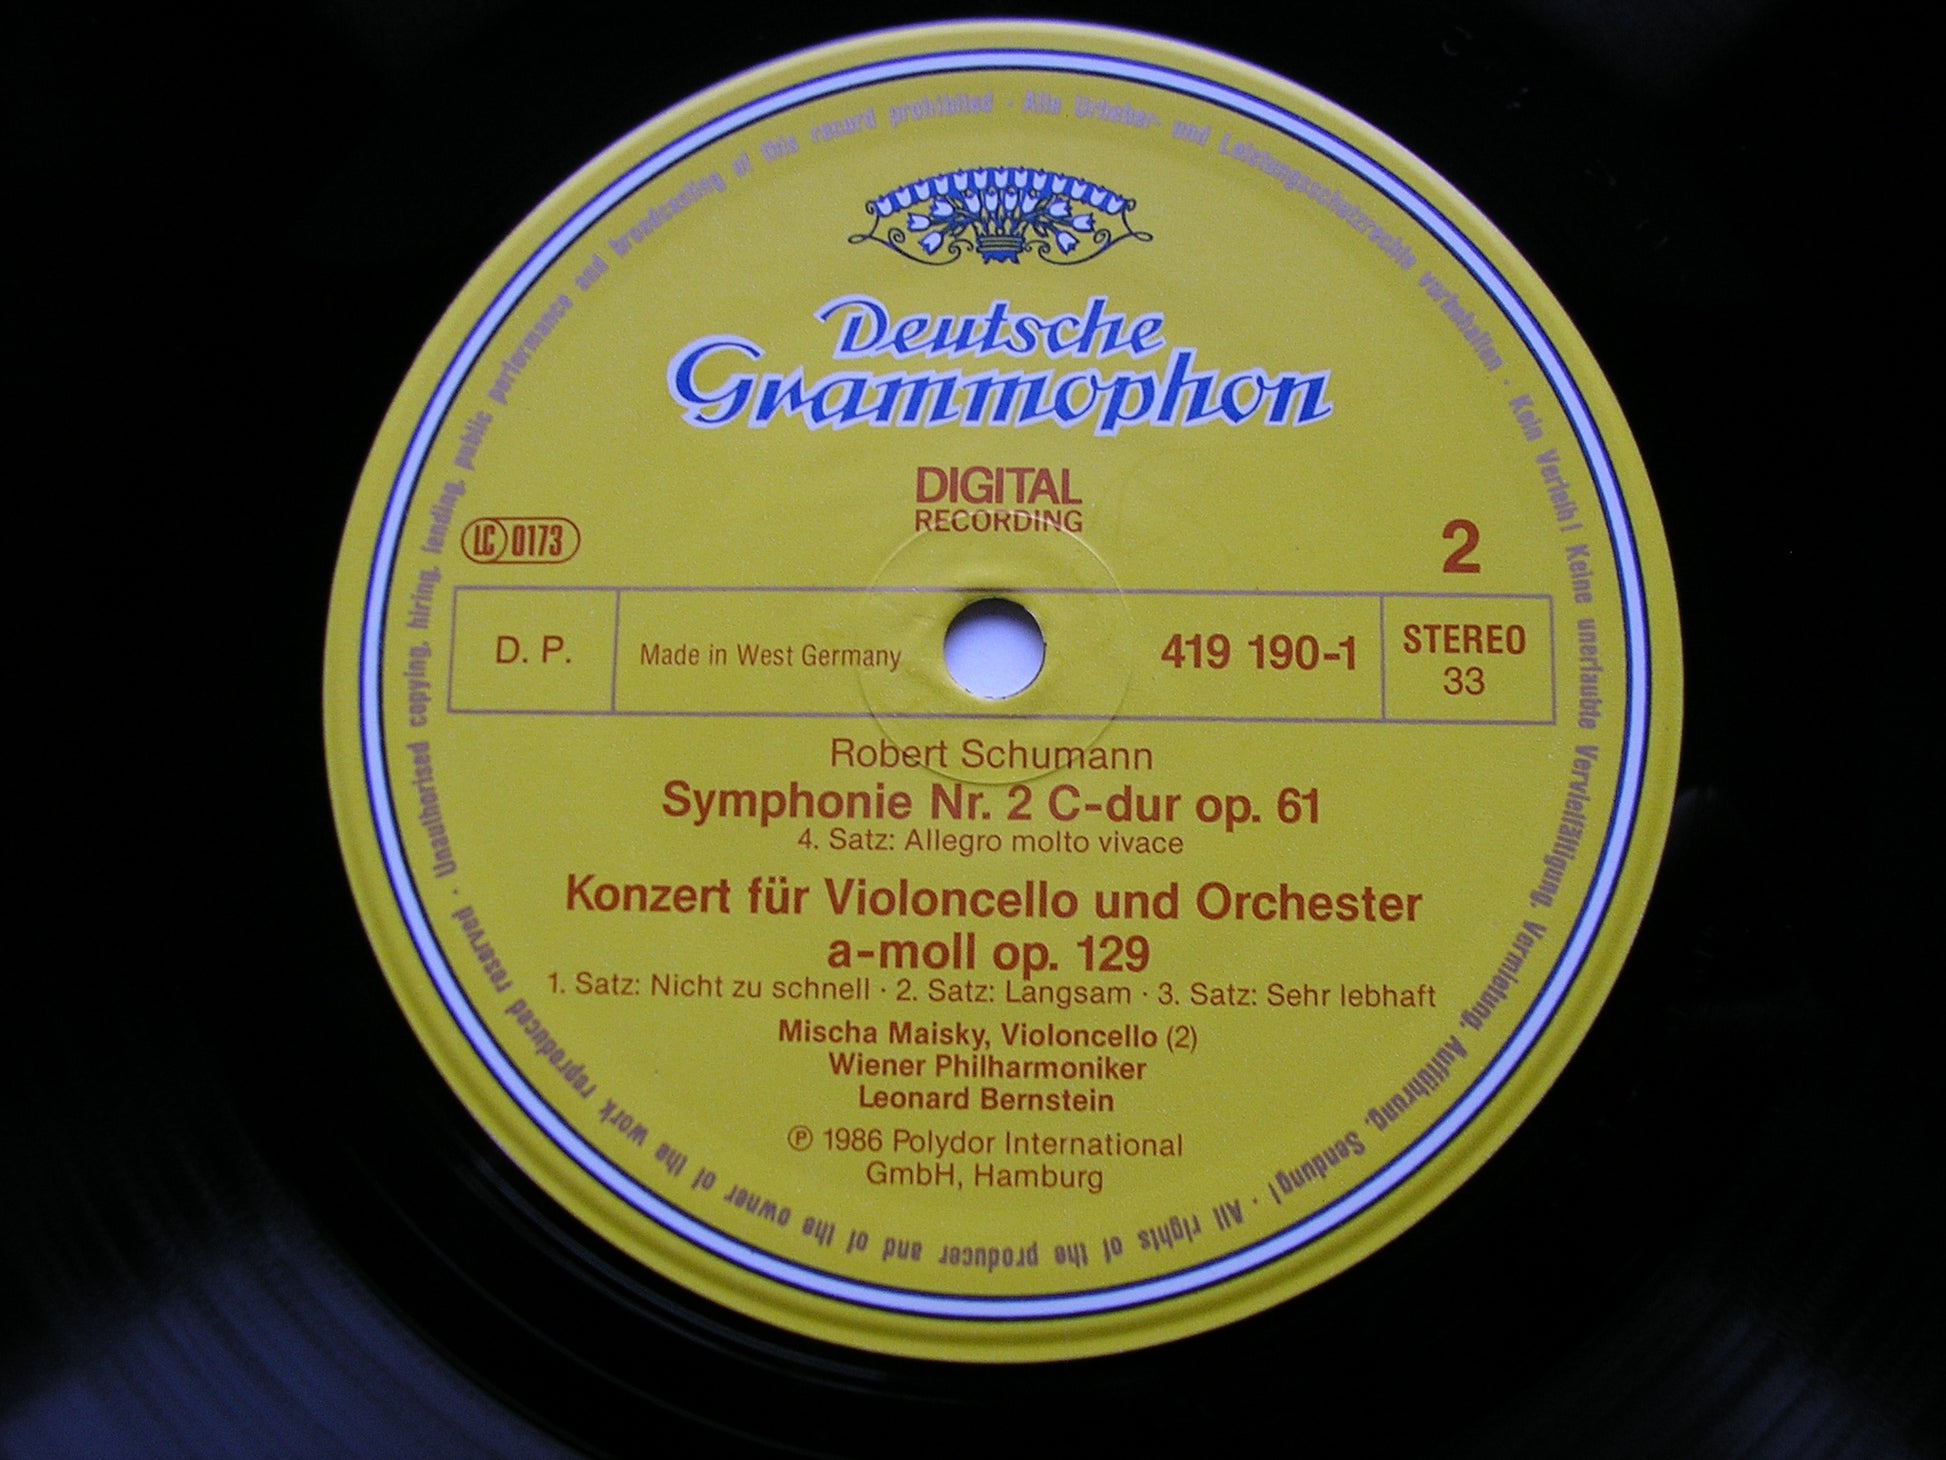 Deutsche
Grammophon
DIGITAL
RECORDING
LC 0173
2
D. P.
Made in West Germany
419 190-1
STEREO
33
Robert Schumann
Symphonie Nr. 2 C-dur op. 61
4. Satz: Allegro molto vivace
Konzert für Violoncello und Orchester
a-moll op. 129
1. Satz: Nicht zu schnell · 2. Satz: Langsam · 3. Satz: Sehr lebhaft
Mischa Maisky, Violoncello (2)
Wiener Philharmoniker
Leonard Bernstein
℗ 1986 Polydor International
GmbH, Hamburg
Alle Urheber- und Leistungsschutzrechte vorbehalten · Kein Verleih! Keine unerlaubte Vervielfältigung, Vermietung, Aufführung, Sendung! · All rights of the producer and of the owner of the work reproduced reserved · Unauthorised copying, hiring, lending, public performance and broadcasting of this record prohibited ·